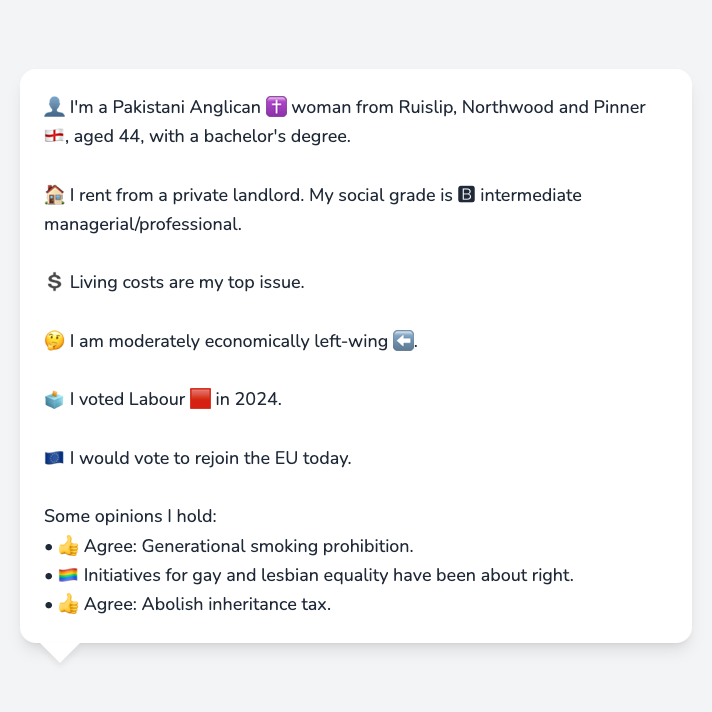 👤 I'm a Pakistani Anglican ✝️ woman from Ruislip, Northwood and Pinner
🏴󠁧󠁢󠁥󠁮󠁧󠁿, aged 44, with a bachelor's degree.
🏠 I rent from a private landlord. My social grade is 🅱 intermediate
managerial/professional.
💲 Living costs are my top issue.
🤔 I am moderately economically left-wing ⬅️.
🗳️ I voted Labour 🟥 in 2024.
🇪🇺 I would vote to rejoin the EU today.
Some opinions I hold:
• 👍 Agree: Generational smoking prohibition.
• 🏳️‍🌈 Initiatives for gay and lesbian equality have been about right.
• 👍 Agree: Abolish inheritance tax.